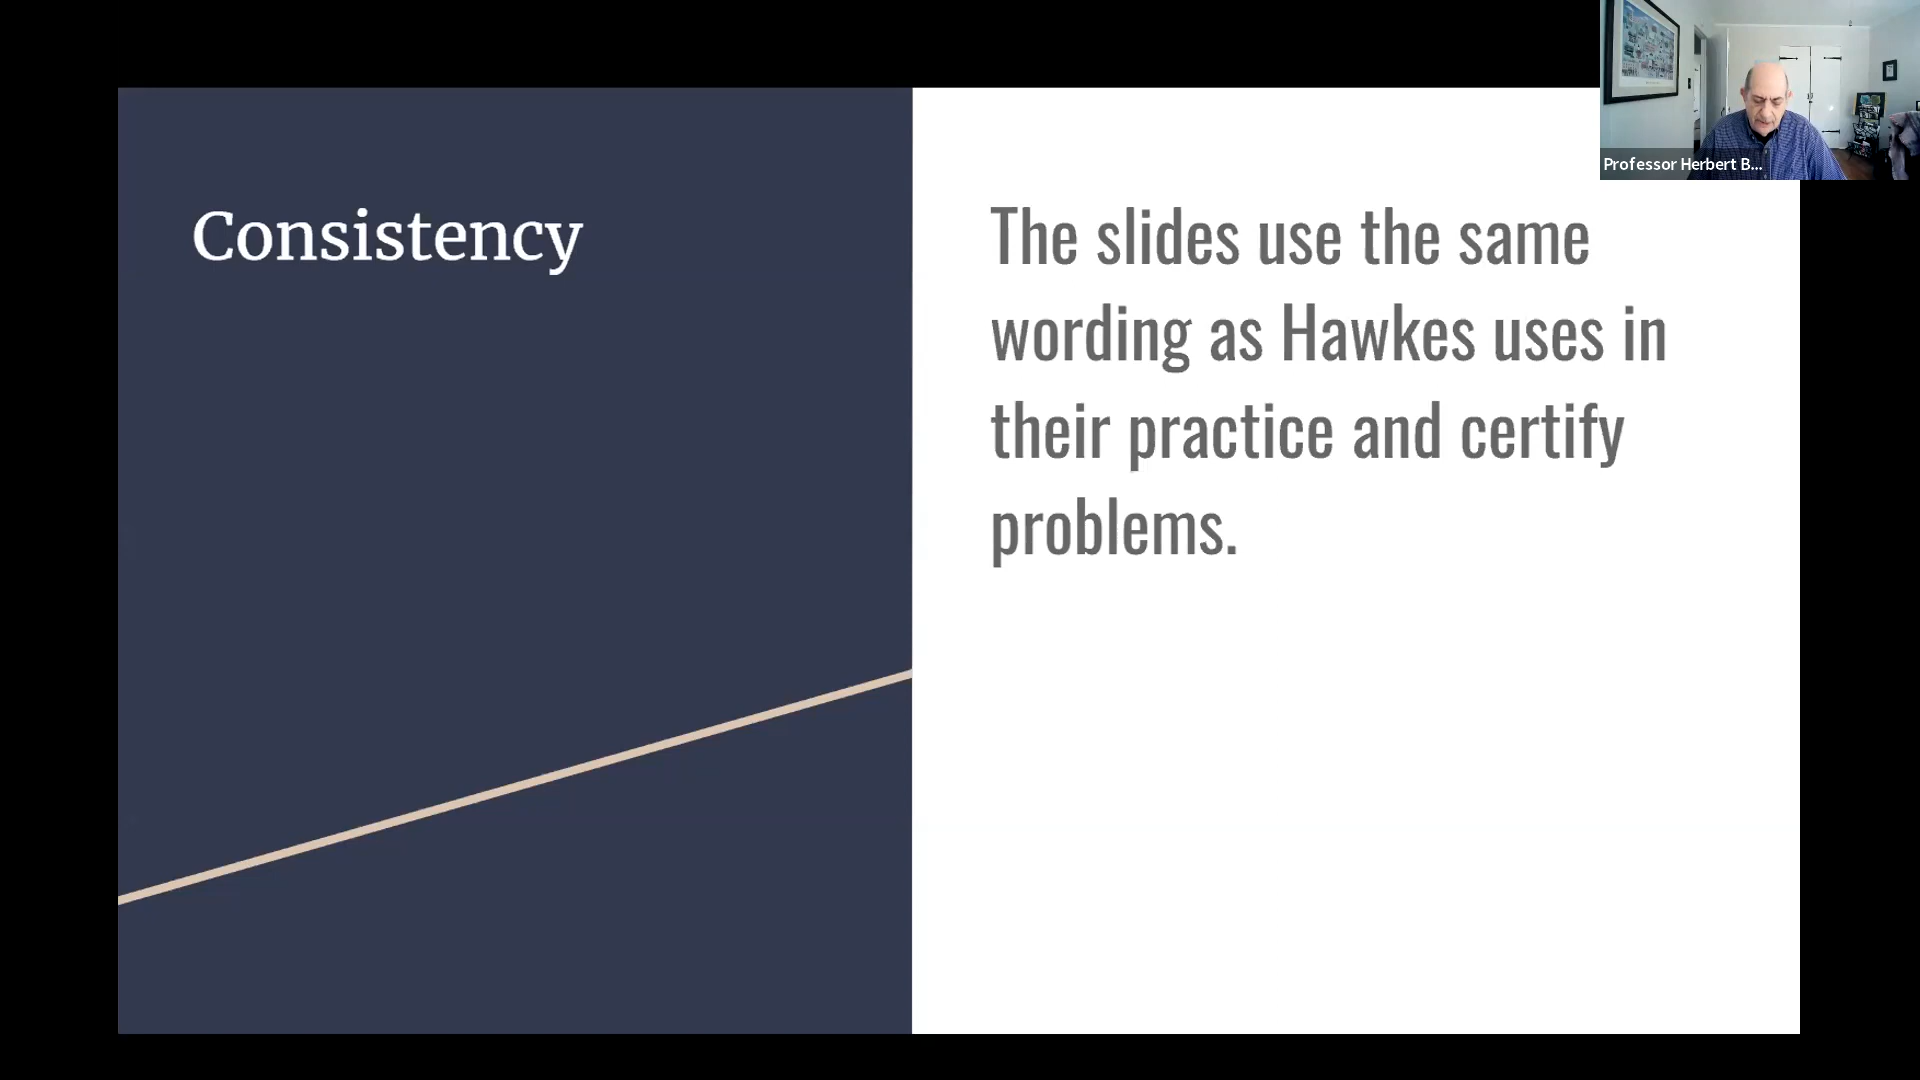 Consistency
The slides use the same
wording as Hawkes uses in
their practice and certify
problems.
Professor Herbert B...